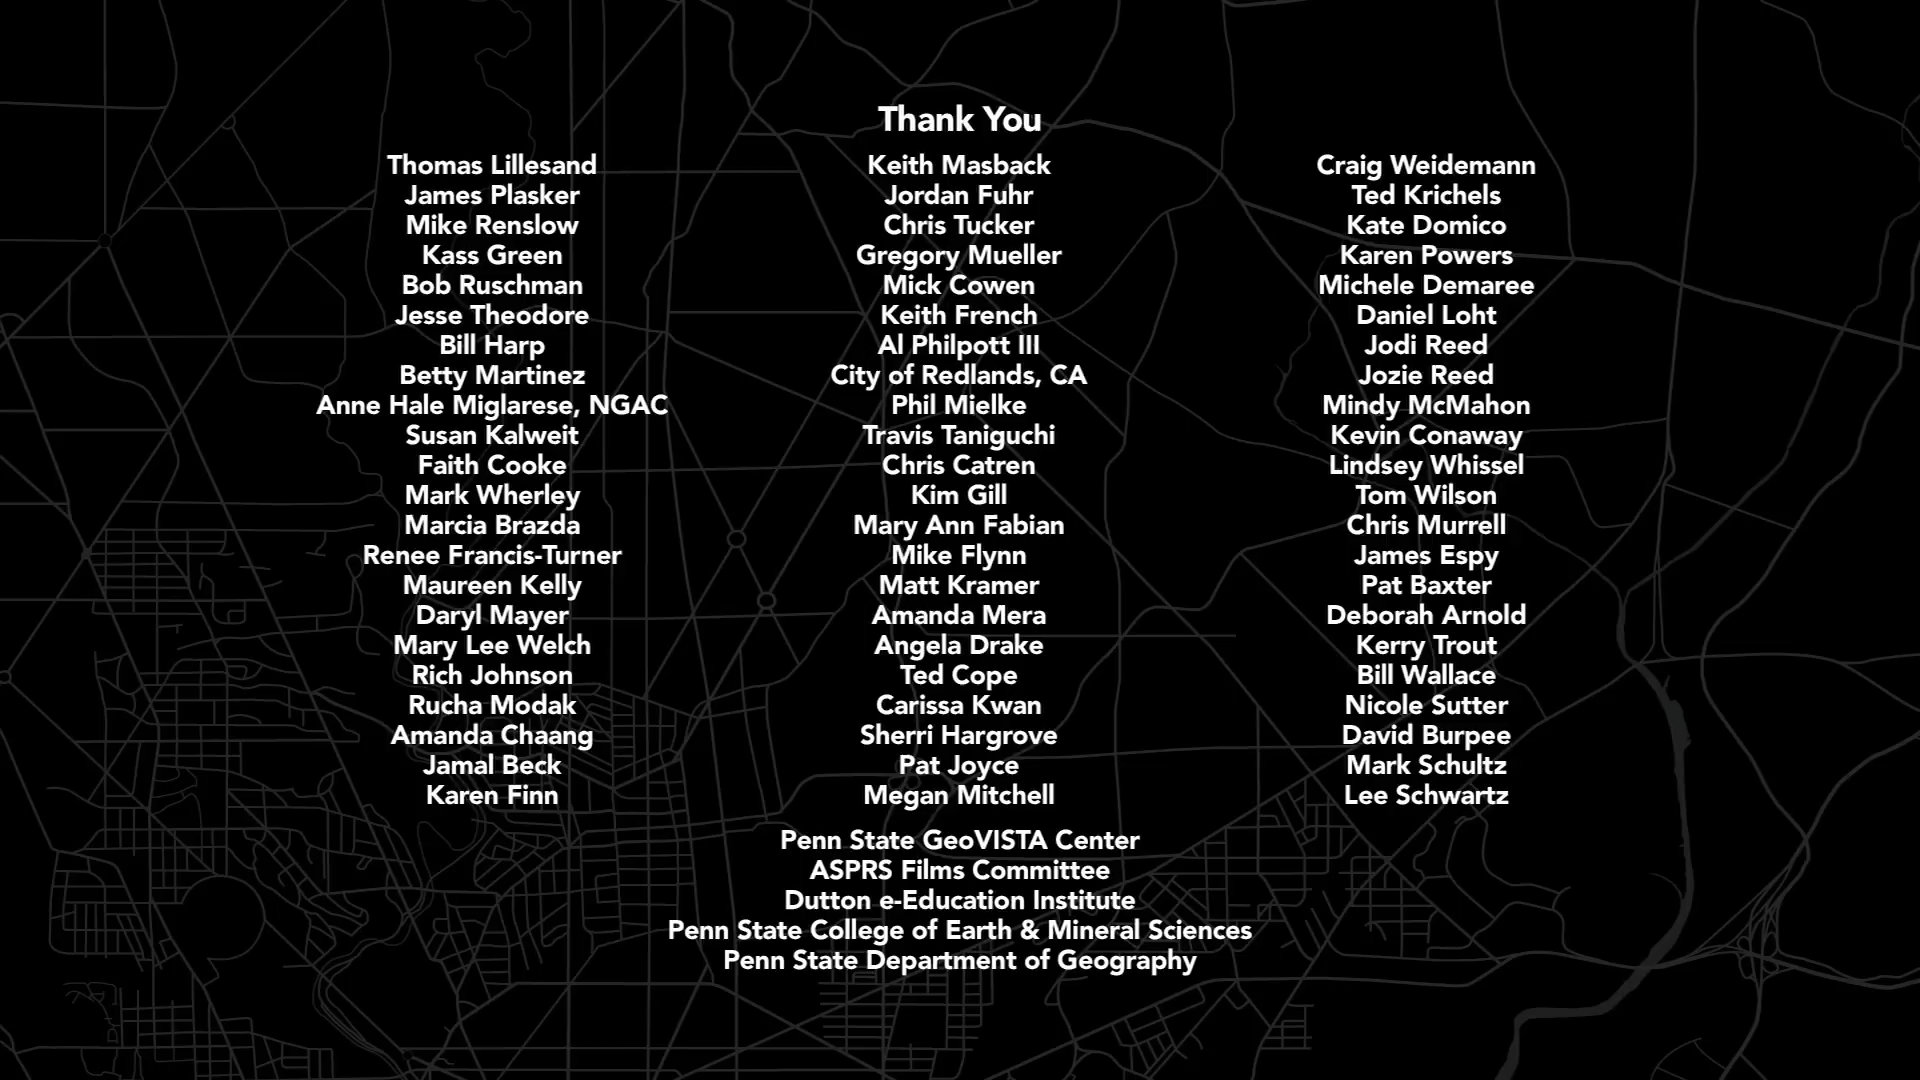 Thank You
Thomas Lillesand
James Plasker
Mike Renslow
Kass Green
Bob Ruschman
Jesse Theodore
Bill Harp
Betty Martinez
Anne Hale Miglarese, NGAC
Susan Kalweit
Faith Cooke
Mark Wherley
Marcia Brazda
Renee Francis-Turner
Maureen Kelly
Daryl Mayer
Mary Lee Welch
Rich Johnson
Rucha Modak
Amanda Chaang
Jamal Beck
Karen Finn
Keith Masback
Jordan Fuhr
Chris Tucker
Gregory Mueller
Mick Cowen
Keith French
Al Philpott III
City of Redlands, CA
Phil Mielke
Travis Taniguchi
Chris Catren
Kim Gill
Mary Ann Fabian
Mike Flynn
Matt Kramer
Amanda Mera
Angela Drake
Ted Cope
Carissa Kwan
Sherri Hargrove
Pat Joyce
Megan Mitchell
Craig Weidemann
Ted Krichels
Kate Domico
Karen Powers
Michele Demaree
Daniel Loht
Jodi Reed
Jozie Reed
Mindy McMahon
Kevin Conaway
Lindsey Whissel
Tom Wilson
Chris Murrell
James Espy
Pat Baxter
Deborah Arnold
Kerry Trout
Bill Wallace
Nicole Sutter
David Burpee
Mark Schultz
Lee Schwartz
Penn State GeoVISTA Center
ASPRS Films Committee
Dutton e-Education Institute
Penn State College of Earth & Mineral Sciences
Penn State Department of Geography